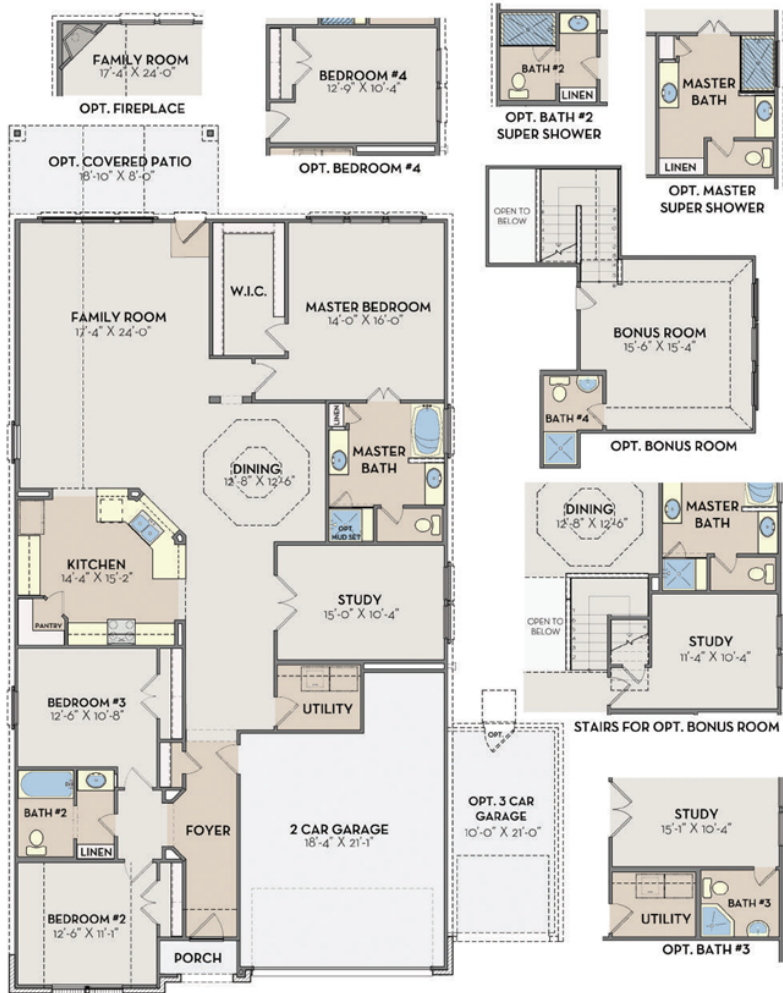 FAMILY ROOM
17'-4" X 24'-0"
OPT. FIREPLACE
BEDROOM #4
12'-9" X 10'-4"
OPT. BEDROOM #4
BATH #2
LINEN
OPT. BATH #2
SUPER SHOWER
MASTER
BATH
LINEN
OPT. MASTER
SUPER SHOWER
OPT. COVERED PATIO
18'-10" X 8'-0"
FAMILY ROOM
17'-4" X 24'-0"
W.I.C.
MASTER BEDROOM
14'-0" X 16'-0"
OPEN TO
BELOW
BONUS ROOM
15'-6" X 15'-4"
BATH #4
OPT. BONUS ROOM
LINEN
MASTER
BATH
DINING
12'-8" X 12'-6"
OPT.
MUD SET
KITCHEN
14'-4" X 15'-2"
PANTRY
STUDY
15'-0" X 10'-4"
DINING
12'-8" X 12'-6"
MASTER
BATH
OPEN TO
BELOW
STUDY
11'-4" X 10'-4"
STAIRS FOR OPT. BONUS ROOM
BEDROOM #3
12'-6" X 10'-8"
UTILITY
OPT.
BATH #2
LINEN
FOYER
2 CAR GARAGE
18'-4" X 21'-1"
OPT. 3 CAR
GARAGE
10'-0" X 21'-0"
BEDROOM #2
12'-6" X 11'-1"
PORCH
STUDY
15'-1" X 10'-4"
UTILITY
BATH #3
OPT. BATH #3